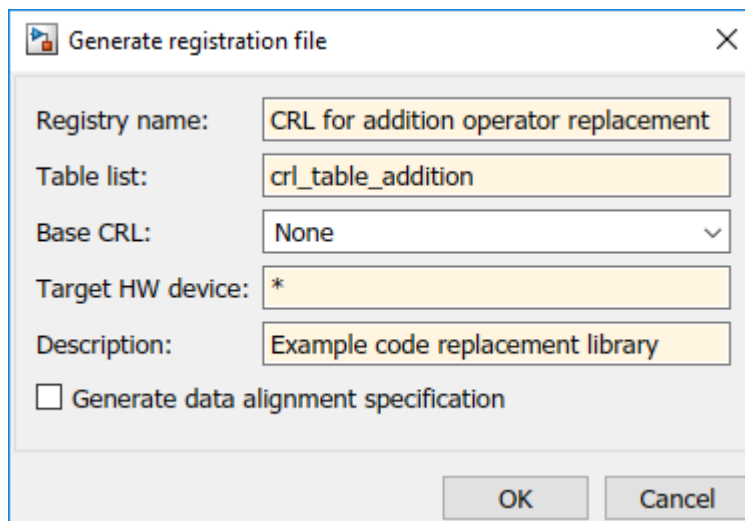 Generate registration file
Registry name: CRL for addition operator replacement
Table list: crl_table_addition
Base CRL: None
Target HW device: *
Description: Example code replacement library
Generate data alignment specification
OK Cancel